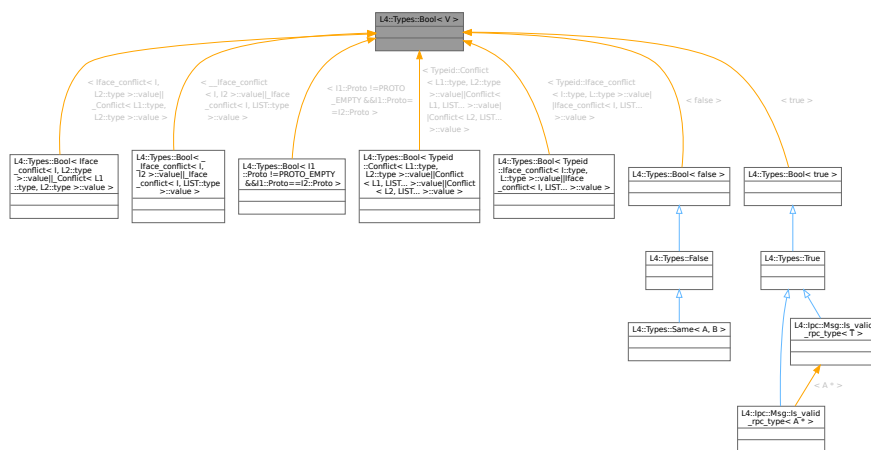 L4::Types::Bool< V >
< Iface_conflict< I,
L2::type >::value||
_Conflict< L1::type,
L2::type >::value >
< __Iface_conflict
< I, I2 >::value||_Iface
_conflict< I, LIST::type
>::value >
< I1::Proto !=PROTO
_EMPTY &&I1::Proto=
=I2::Proto >
< Typeid::Conflict
< L1::type, L2::type
>::value||Conflict<
L1, LIST... >::value|
|Conflict< L2, LIST...
>::value >
< Typeid::Iface_conflict
< I::type, L::type >::value|
|Iface_conflict< I, LIST...
>::value >
< false >
< true >
L4::Types::Bool< Iface
_conflict< I, L2::type
>::value||_Conflict< L1
::type, L2::type >::value >
L4::Types::Bool< _
_Iface_conflict< I,
I2 >::value||_Iface
_conflict< I, LIST::type
>::value >
L4::Types::Bool< I1
::Proto !=PROTO_EMPTY
&&I1::Proto==I2::Proto >
L4::Types::Bool< Typeid
::Conflict< L1::type,
L2::type >::value||Conflict
< L1, LIST... >::value||Conflict
< L2, LIST... >::value >
L4::Types::Bool< Typeid
::Iface_conflict< I::type,
L::type >::value||Iface
_conflict< I, LIST... >::value >
L4::Types::Bool< false >
L4::Types::Bool< true >
L4::Types::False
L4::Types::True
L4::Types::Same< A, B >
L4::Ipc::Msg::Is_valid
_rpc_type< T >
< A * >
L4::Ipc::Msg::Is_valid
_rpc_type< A * >